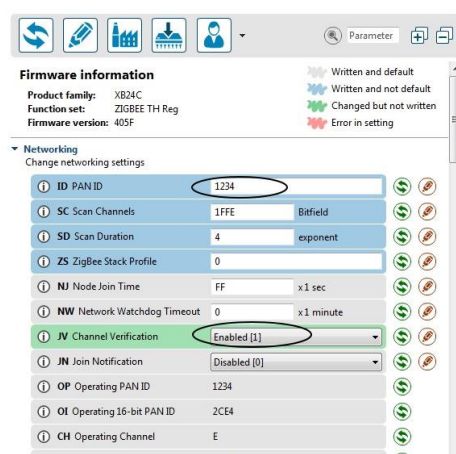 Parameter
Firmware information
Product family: XB24C
Function set: ZIGBEE TH Reg
Firmware version: 405F
Written and default
Written and not default
Changed but not written
Error in setting
Networking
Change networking settings
ID PAN ID 1234
SC Scan Channels 1FFE Bitfield
SD Scan Duration 4 exponent
ZS ZigBee Stack Profile 0
NJ Node Join Time FF x 1 sec
NW Network Watchdog Timeout 0 x 1 minute
JV Channel Verification Enabled [1]
JN Join Notification Disabled [0]
OP Operating PAN ID 1234
OI Operating 16-bit PAN ID 2CE4
CH Operating Channel E